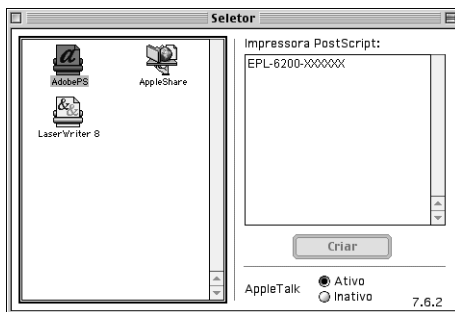 Seletor
AdobePS
AppleShare
LaserWriter 8
Impressora PostScript:
EPL-6200-XXXXXX
Criar
AppleTalk
Ativo
Inativo
7.6.2